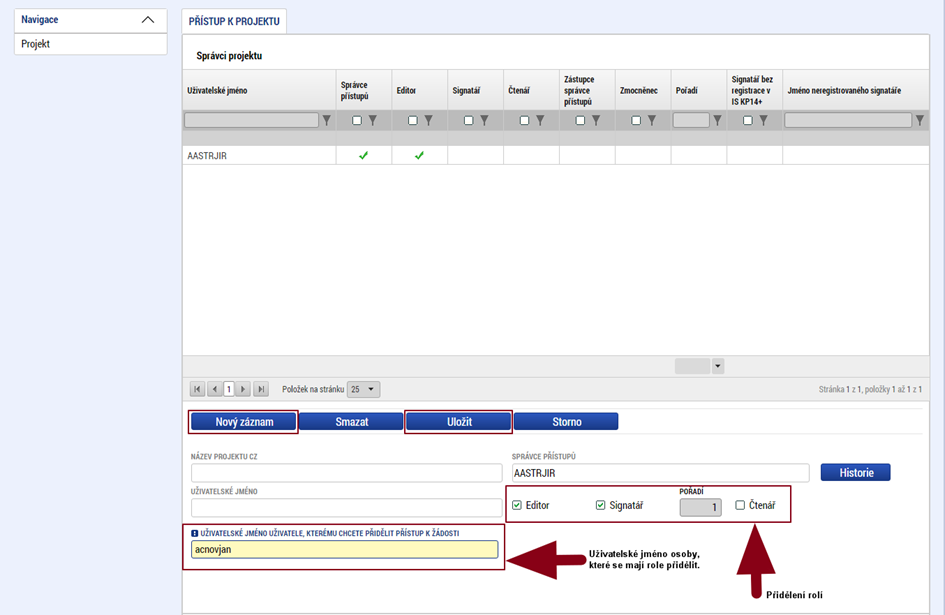 Navigace
Projekt
PŘÍSTUP K PROJEKTU
Správci projektu
Uživatelské jméno
Správce
přístupů
Editor
Signatář
Čtenář
Zástupce
správce
přístupů
Zmocněnec
Pořadí
Signatář bez
registrace v
IS KP14+
Jméno neregistrovaného signatáře
AASTRJIR
1
Položek na stránku 25
Stránka 1 z 1, položky 1 až 1 z 1
Nový záznam
Smazat
Uložit
Storno
NÁZEV PROJEKTU CZ
SPRÁVCE PŘÍSTUPŮ
AASTRJIR
Historie
UŽIVATELSKÉ JMÉNO
Editor
Signatář
POŘADÍ
1
Čtenář
UŽIVATELSKÉ JMÉNO UŽIVATELE, KTERÉMU CHCETE PŘIDĚLIT PŘÍSTUP K ŽÁDOSTI
acnovjan
Uživatelské jméno osoby,
které se mají role přidělit.
Přidělení rolí